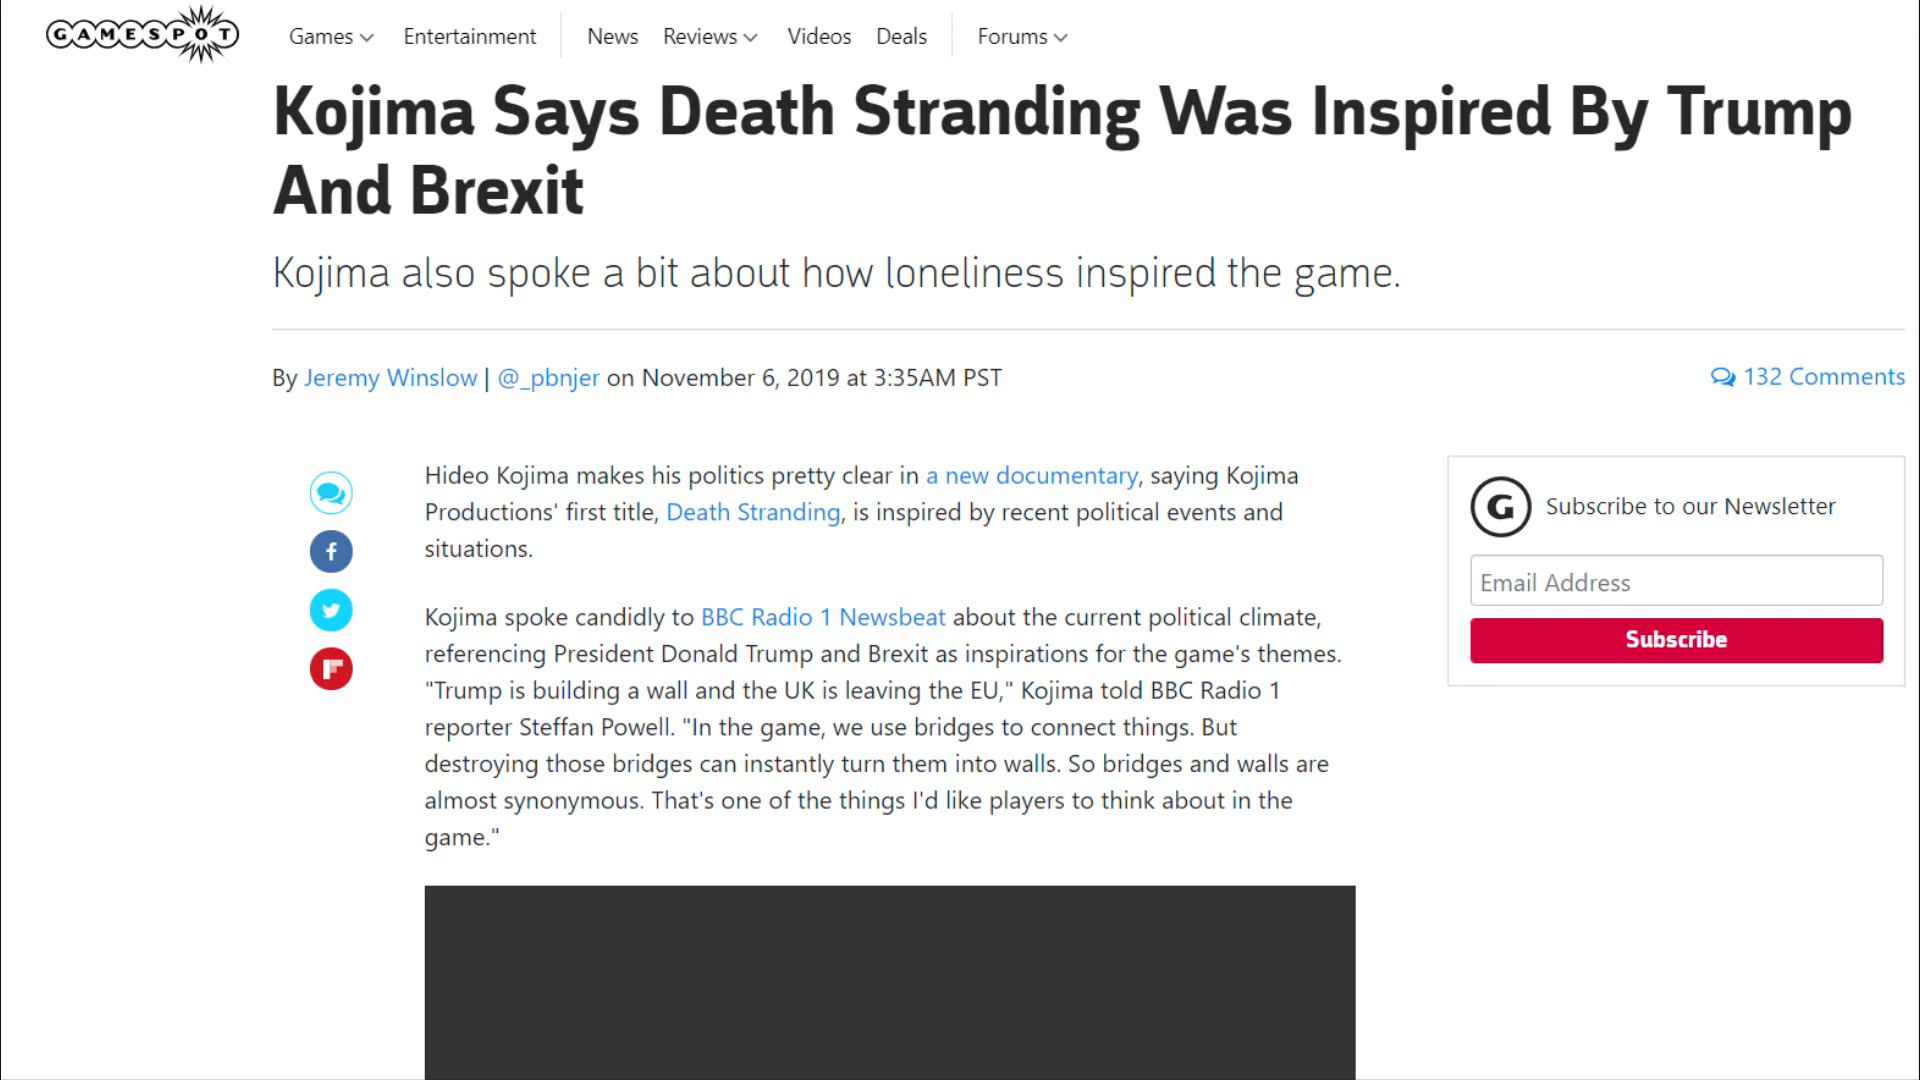 GAMESPOT
Games Entertainment News Reviews Videos Deals Forums
Kojima Says Death Stranding Was Inspired By Trump
And Brexit
Kojima also spoke a bit about how loneliness inspired the game.
By Jeremy Winslow | @_pbnjer on November 6, 2019 at 3:35AM PST
132 Comments
Hideo Kojima makes his politics pretty clear in a new documentary, saying Kojima
Productions' first title, Death Stranding, is inspired by recent political events and
situations.
Kojima spoke candidly to BBC Radio 1 Newsbeat about the current political climate,
referencing President Donald Trump and Brexit as inspirations for the game's themes.
"Trump is building a wall and the UK is leaving the EU," Kojima told BBC Radio 1
reporter Steffan Powell. "In the game, we use bridges to connect things. But
destroying those bridges can instantly turn them into walls. So bridges and walls are
almost synonymous. That's one of the things I'd like players to think about in the
game."
G Subscribe to our Newsletter
Email Address
Subscribe